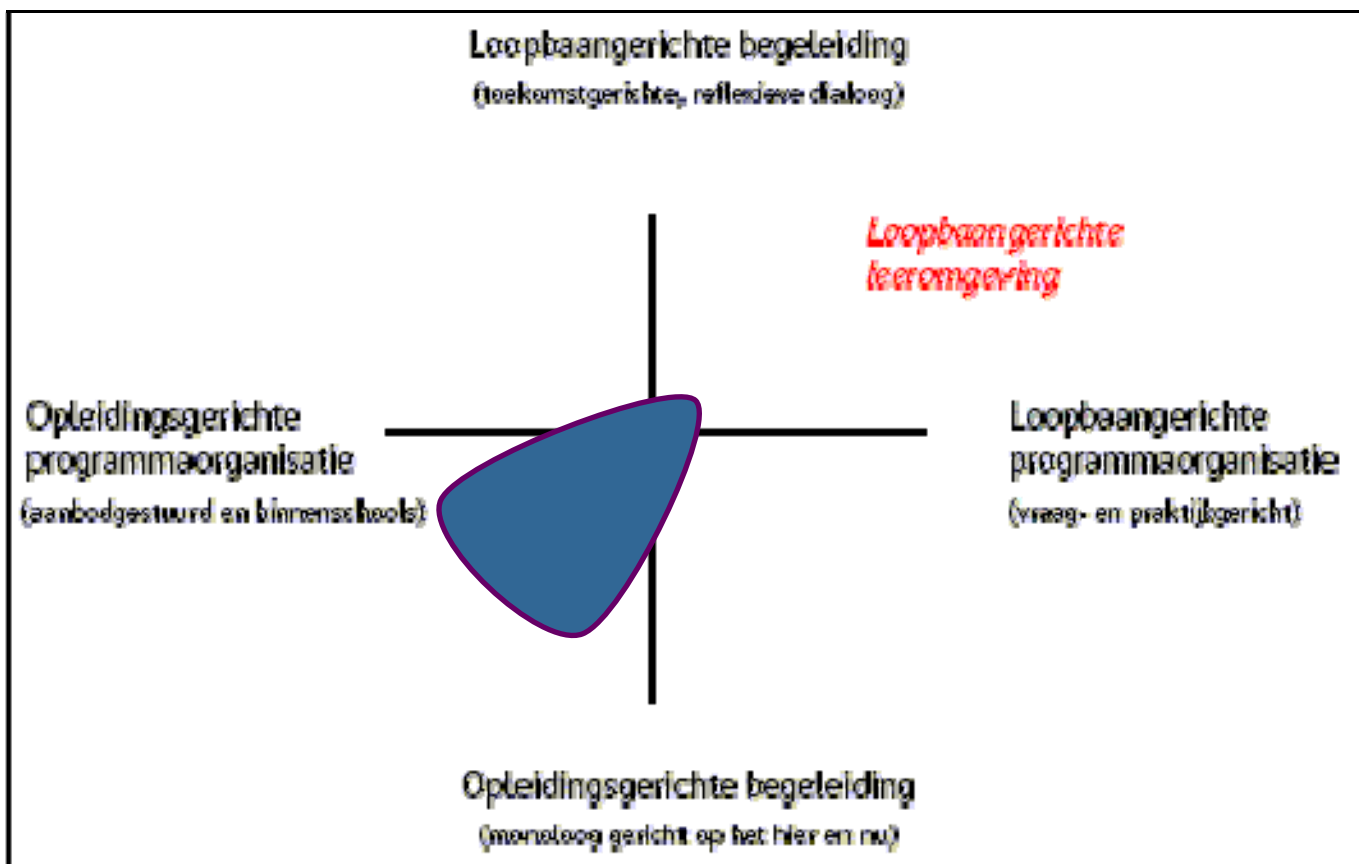 Loopbaangerichte begeleiding
(toekomstgerichte, reflexieve dialoog)
Loopbaangerichte
leeromgeving
Opleidingsgerichte
programmaorganisatie
(aanbodgestuurd en binnenschools)
Loopbaangerichte
programmaorganisatie
(vraag- en praktijkgericht)
Opleidingsgerichte begeleiding
(monoloog gericht op het hier en nu)